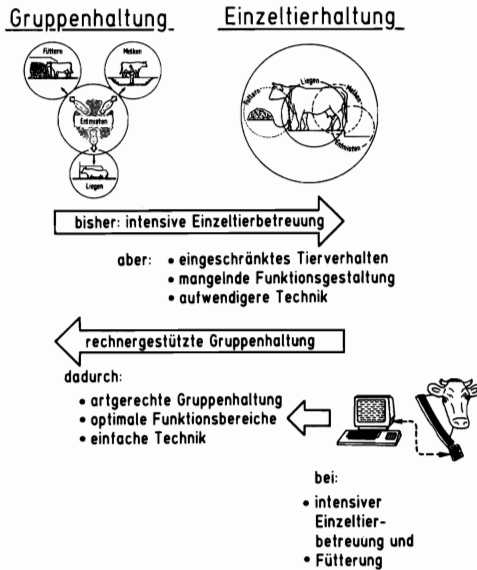 Gruppenhaltung
Einzeltierhaltung
Füttern
Melken
Entmisten
Liegen
Füttern
Liegen
Melken
Entmisten
bisher: intensive Einzeltierbetreuung
aber: • eingeschränktes Tierverhalten
• mangelnde Funktionsgestaltung
• aufwendigere Technik
rechnergestützte Gruppenhaltung
dadurch:
• artgerechte Gruppenhaltung
• optimale Funktionsbereiche
• einfache Technik
bei:
• intensiver
Einzeltier-
betreuung und
• Fütterung